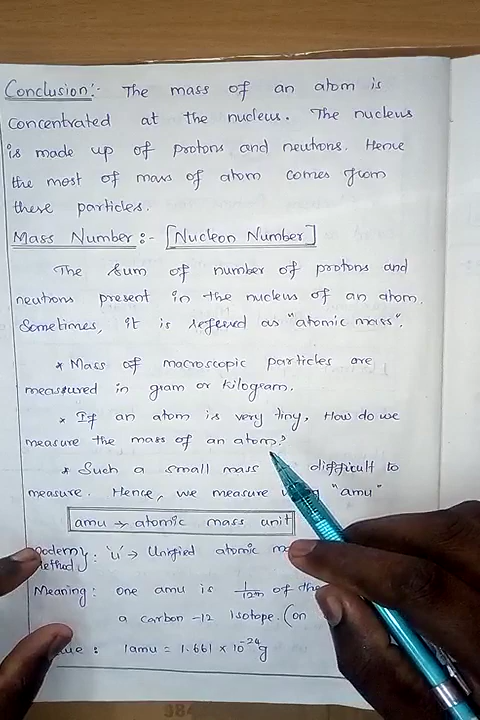 Conclusion:- The mass of an atom is
concentrated at the nucleus. The nucleus
is made up of protons and neutrons. Hence
the most of mass of atom comes from
these particles.
Mass Number:- [Nucleon Number]
The sum of number of protons and
neutrons present in the nucleus of an atom.
Sometimes, it is refered as "atomic mass".
* Mass of macroscopic particles are
meassured in gram or kilogram.
* If an atom is very tiny, How do we
measure the mass of an atom?
* Such a small mass difficult to
measure. Hence, we measure "amu"
amu → atomic mass unit
Method : 'u' → Unified atomic
Meaning : One amu is 1/12th of the
a carbon -12 Isotope. (on
: 1amu = 1.661 × 10⁻²⁴g